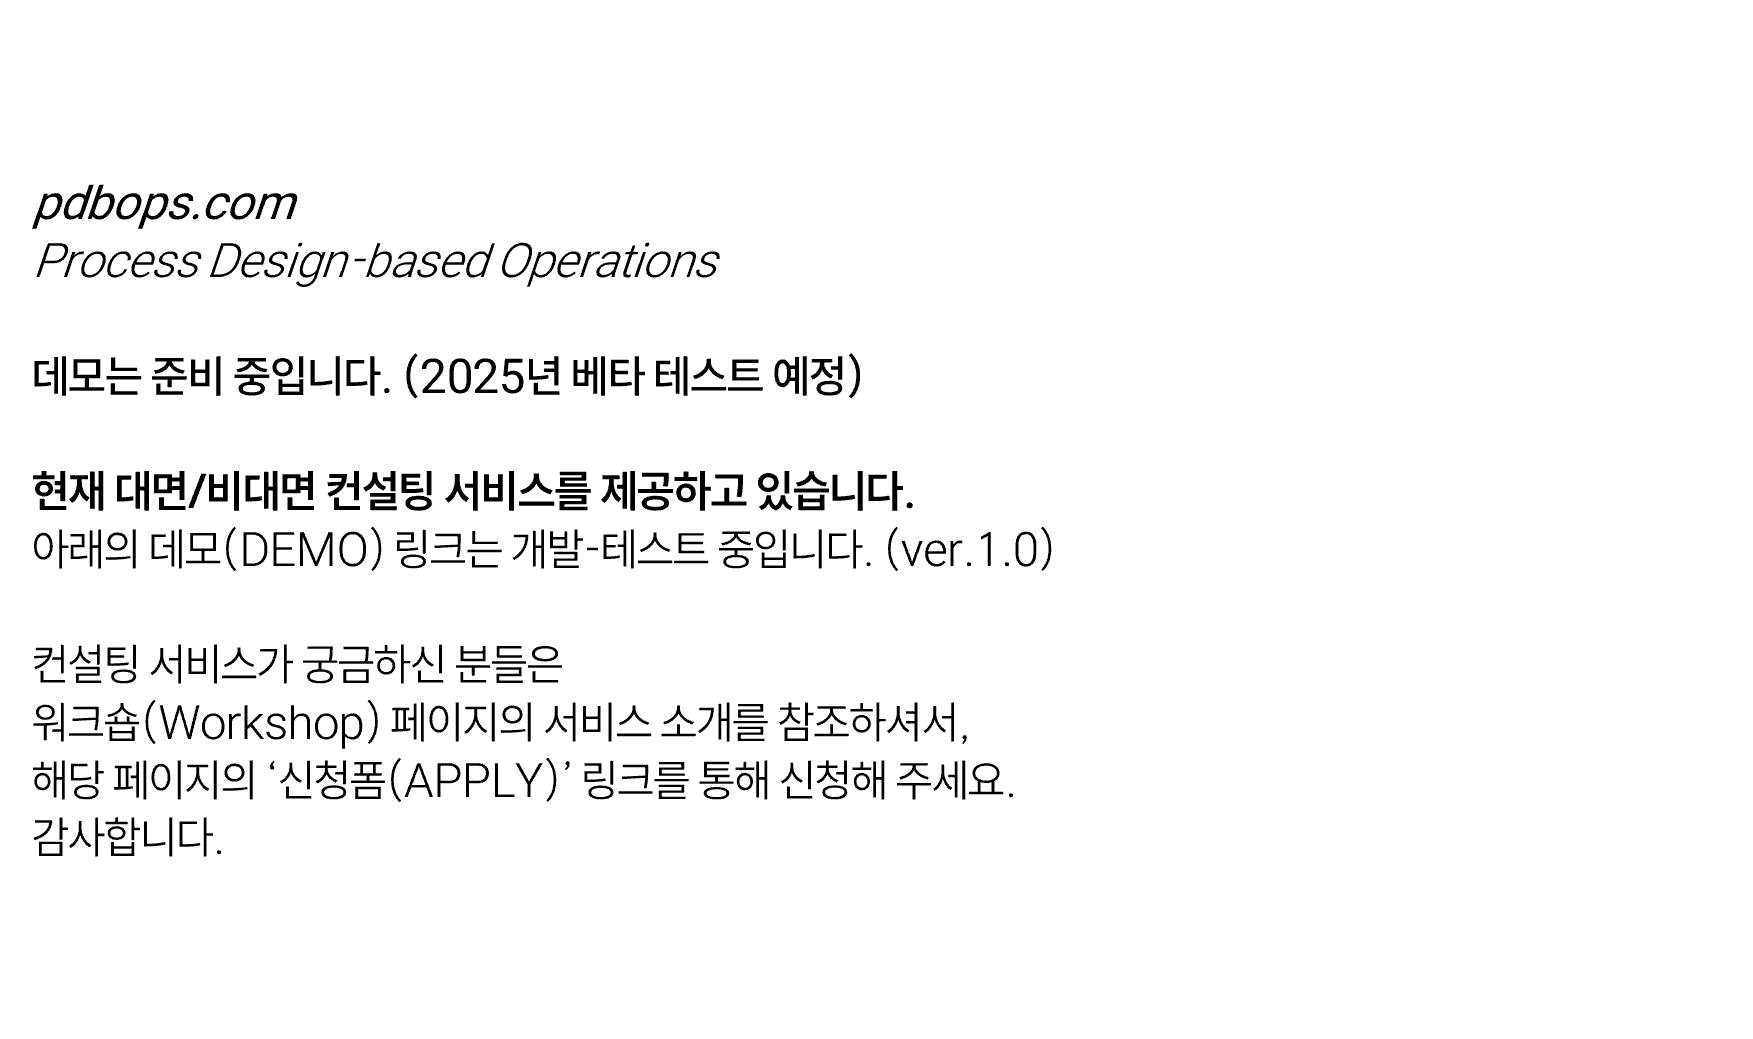 pdbops.com
Process Design-based Operations
데모는 준비 중입니다. (2025년 베타 테스트 예정)
현재 대면/비대면 컨설팅 서비스를 제공하고 있습니다.
아래의 데모(DEMO) 링크는 개발-테스트 중입니다. (ver.1.0)
컨설팅 서비스가 궁금하신 분들은
워크숍(Workshop) 페이지의 서비스 소개를 참조하셔서,
해당 페이지의 ‘신청폼(APPLY)’ 링크를 통해 신청해 주세요.
감사합니다.